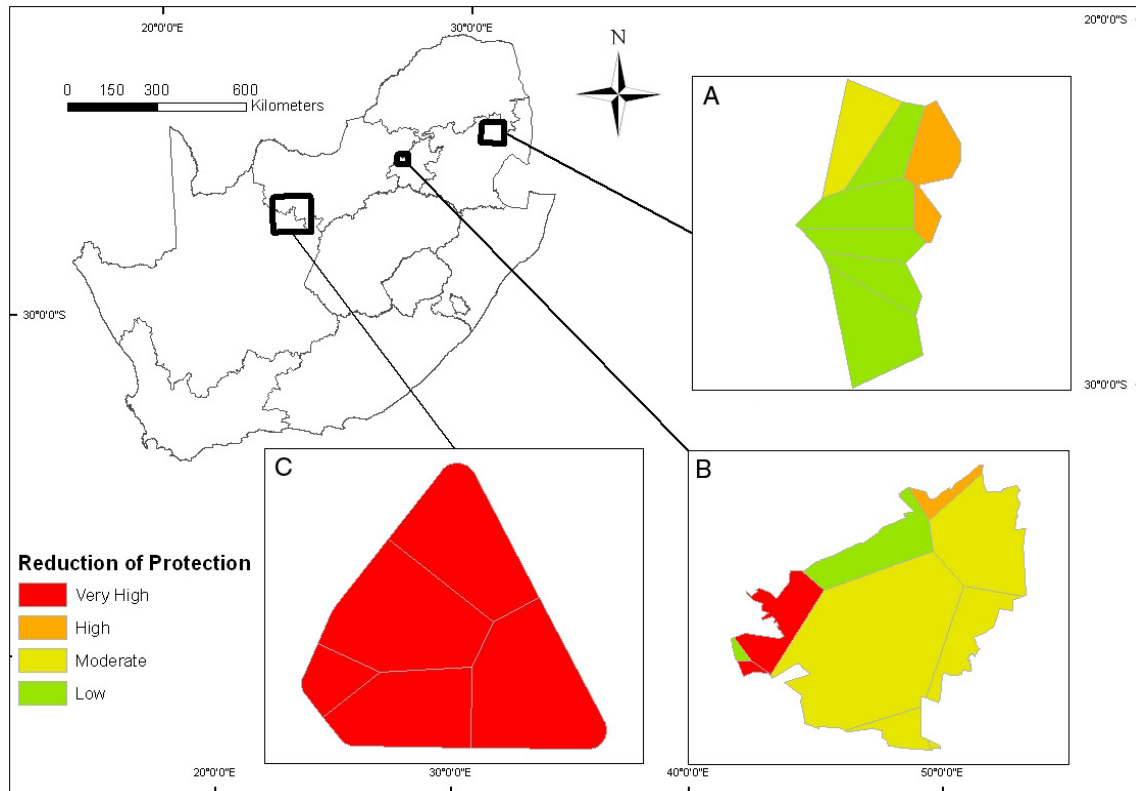 20°0'0"E
30°0'0"E
20°0'0"S
N
0 150 300 600
Kilometers
A
30°0'0"S
30°0'0"S
C
B
Reduction of Protection
Very High
High
Moderate
Low
20°0'0"E
30°0'0"E
40°0'0"E
50°0'0"E